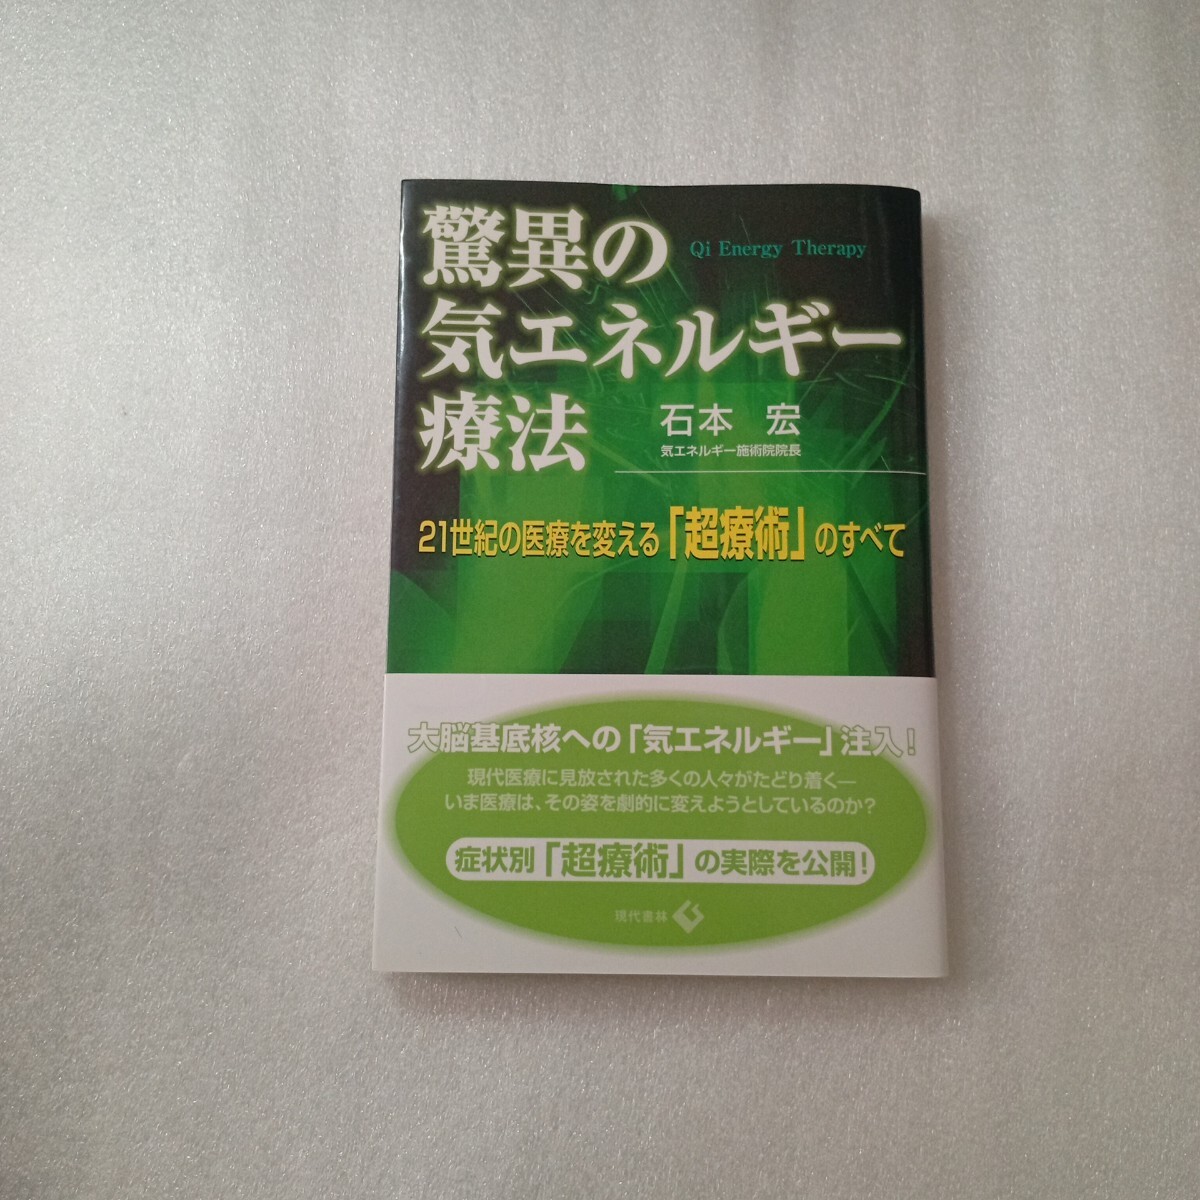 驚異の
Qi Energy Therapy
気エネルギー
療法
石本 宏
気エネルギー施術院院長
21世紀の医療を変える「超療術」のすべて
大脳基底核への「気エネルギー」注入!
現代医療に見放された多くの人々がたどり着く—
いま医療は、その姿を劇的に変えようとしているのか?
症状別「超療術」の実際を公開!
現代書林